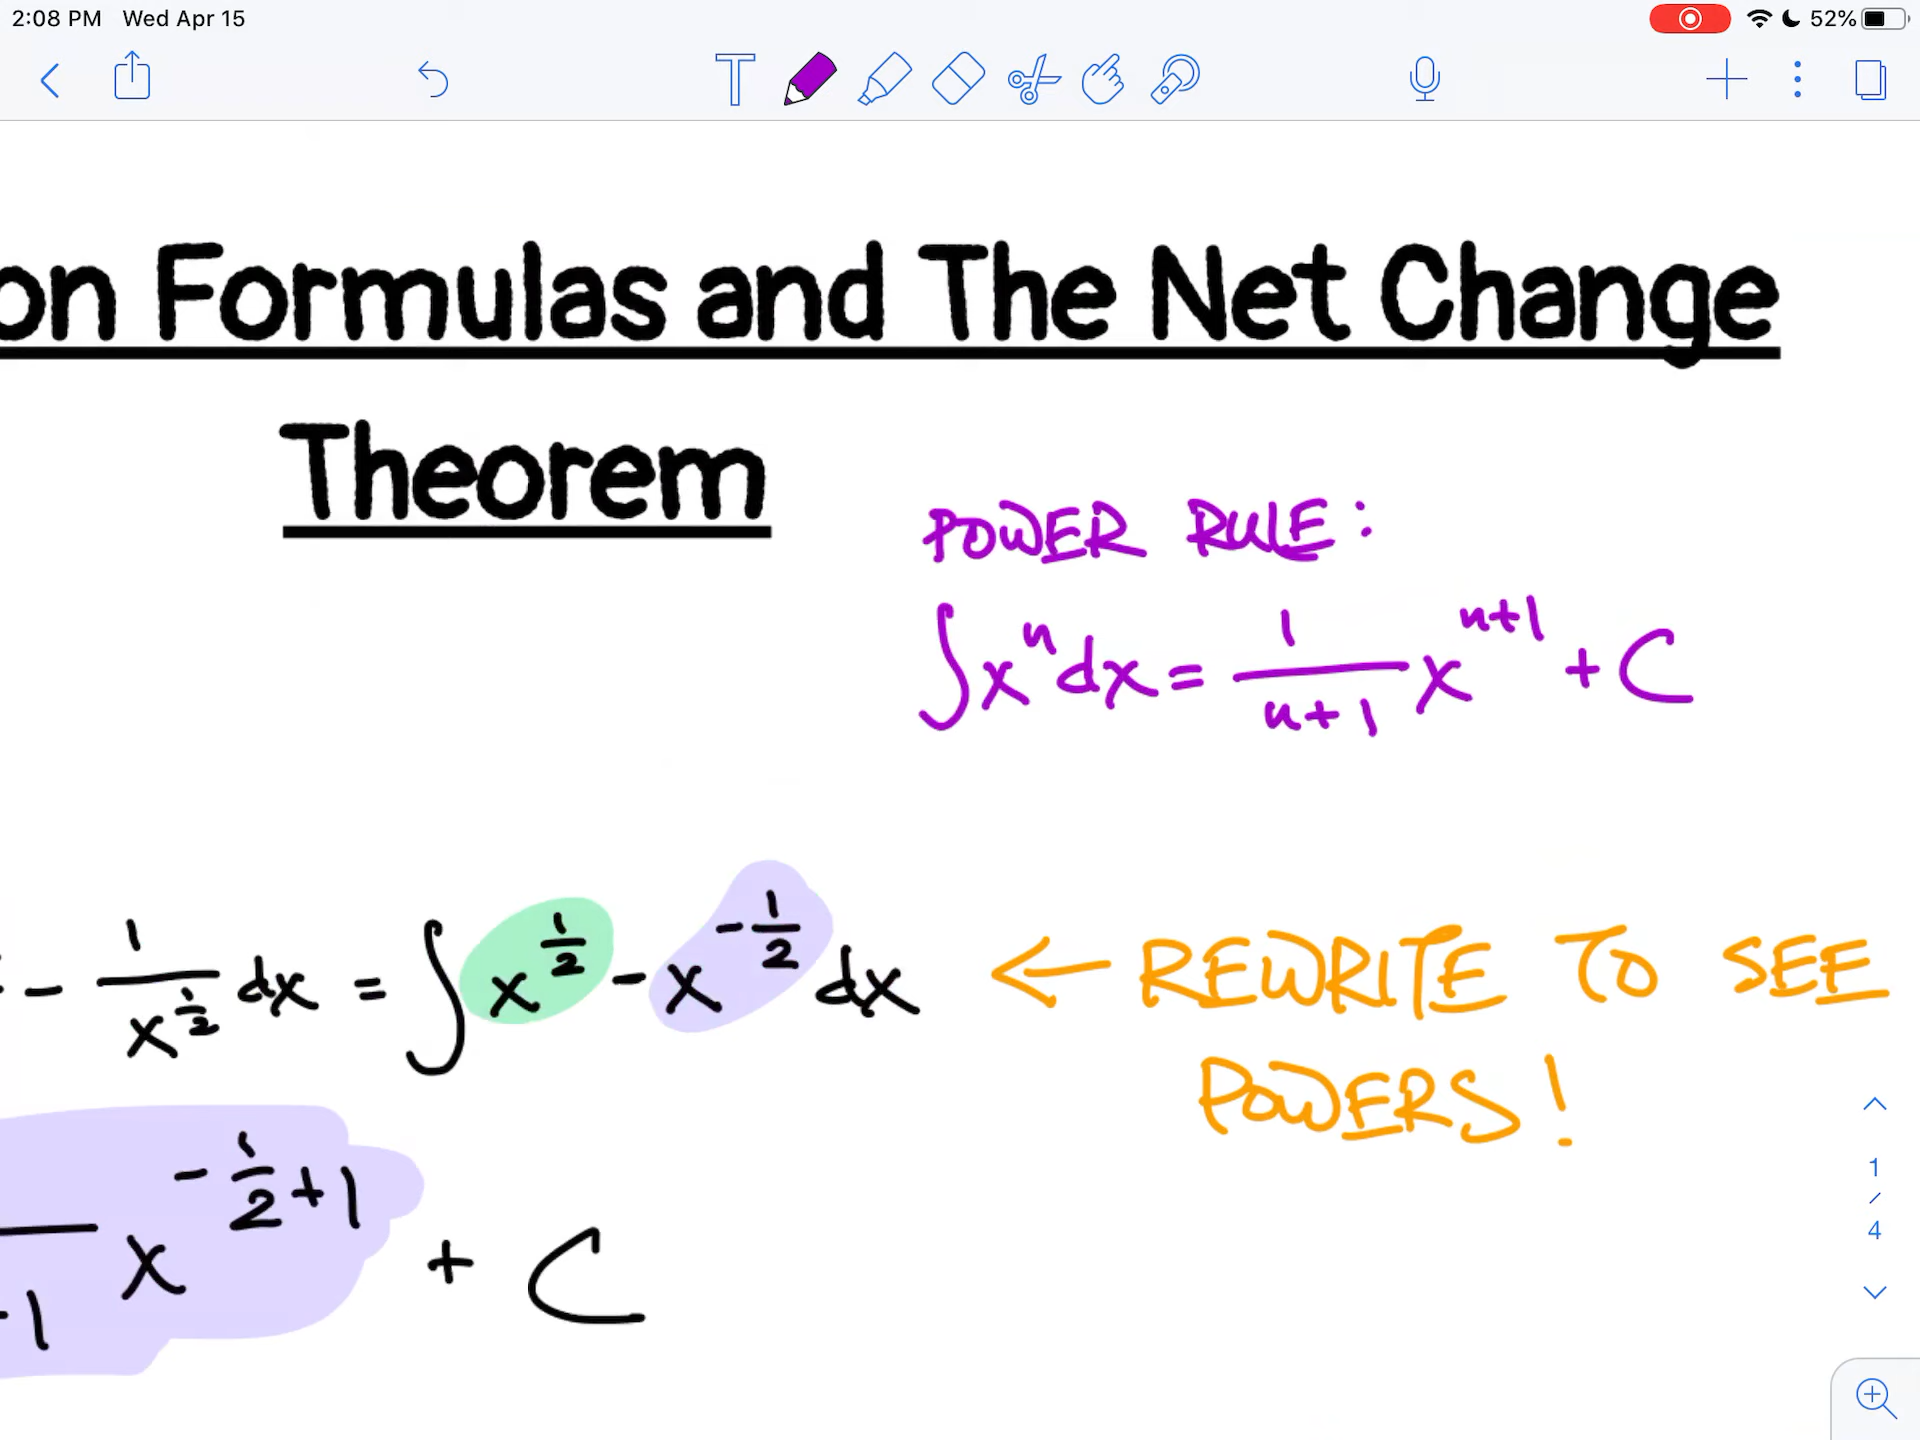 2:08 PM Wed Apr 15 52%
on Formulas and The Net Change
Theorem
POWER RULE:
∫xⁿdx = 1/(n+1) x^(n+1) + C
- 1/x^(1/2) dx = ∫ x^(1/2) - x^(-1/2) dx ← REWRITE TO SEE
POWERS!
1 x^(-1/2+1) + C
1
/
4